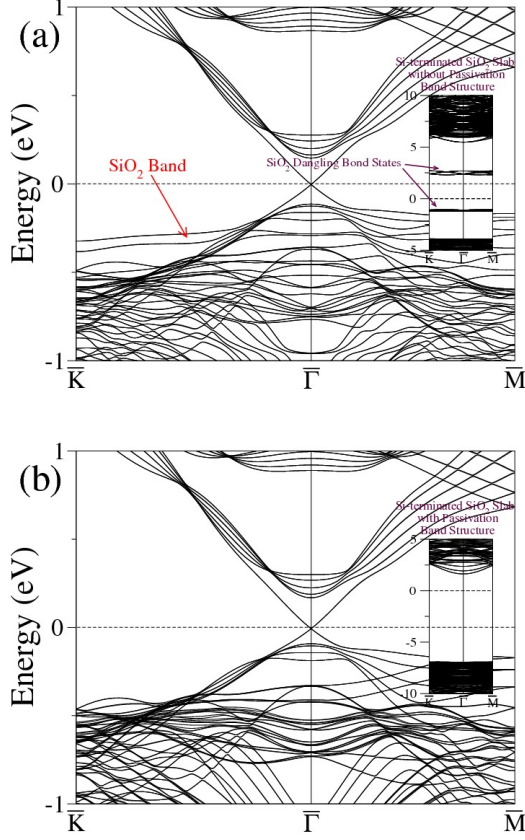 (a)
1
Energy (eV)
0
-1
SiO2 Band
Si-terminated SiO2 Slab
without Passivation
Band Structure
SiO2 Dangling Bond States
10
5
2
0
-5
K̅ Γ̅ M̅
K̅ Γ̅ M̅
(b)
1
Energy (eV)
0
-1
Si-terminated SiO2 Slab
with Passivation
Band Structure
5
0
-5
-10
K̅ Γ̅ M̅
K̅ Γ̅ M̅